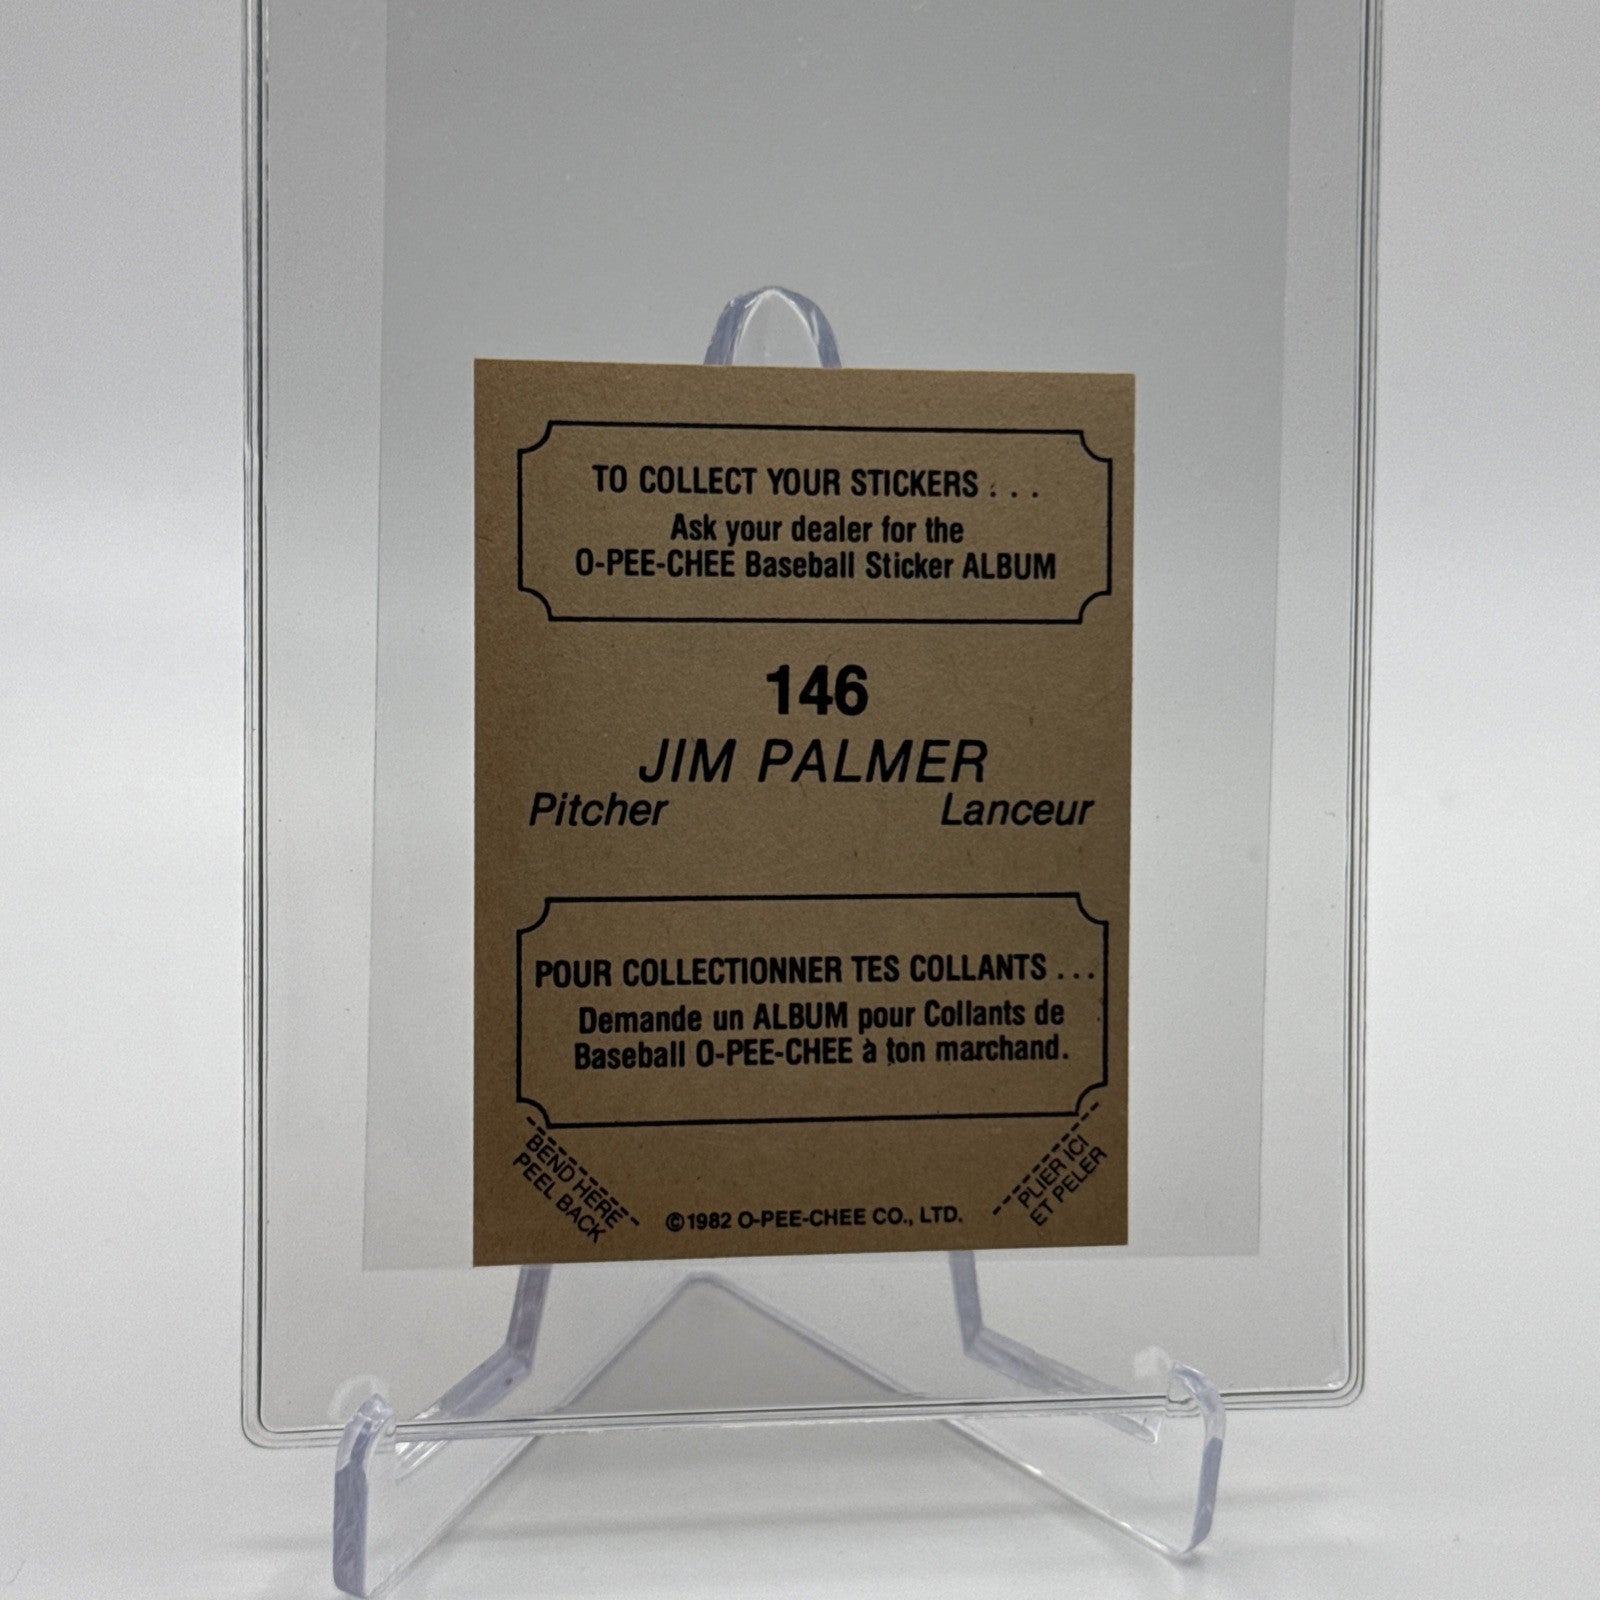 TO COLLECT YOUR STICKERS . . .
Ask your dealer for the
O-PEE-CHEE Baseball Sticker ALBUM
146
JIM PALMER
Pitcher Lanceur
POUR COLLECTIONNER TES COLLANTS . . .
Demande un ALBUM pour Collants de
Baseball O-PEE-CHEE à ton marchand.
BEND HERE
PEEL BACK
©1982 O-PEE-CHEE CO., LTD.
PLIER ICI
ET PELER